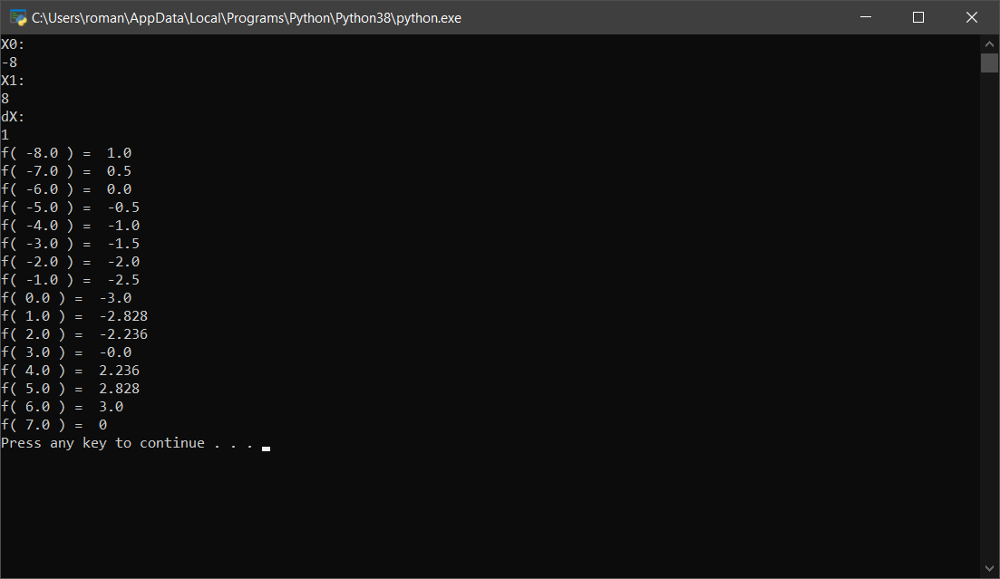 C:\Users\roman\AppData\Local\Programs\Python\Python38\python.exe
X0:
-8
X1:
8
dX:
1
f( -8.0 ) =  1.0
f( -7.0 ) =  0.5
f( -6.0 ) =  0.0
f( -5.0 ) =  -0.5
f( -4.0 ) =  -1.0
f( -3.0 ) =  -1.5
f( -2.0 ) =  -2.0
f( -1.0 ) =  -2.5
f( 0.0 ) =  -3.0
f( 1.0 ) =  -2.828
f( 2.0 ) =  -2.236
f( 3.0 ) =  -0.0
f( 4.0 ) =  2.236
f( 5.0 ) =  2.828
f( 6.0 ) =  3.0
f( 7.0 ) =  0
Press any key to continue . . .